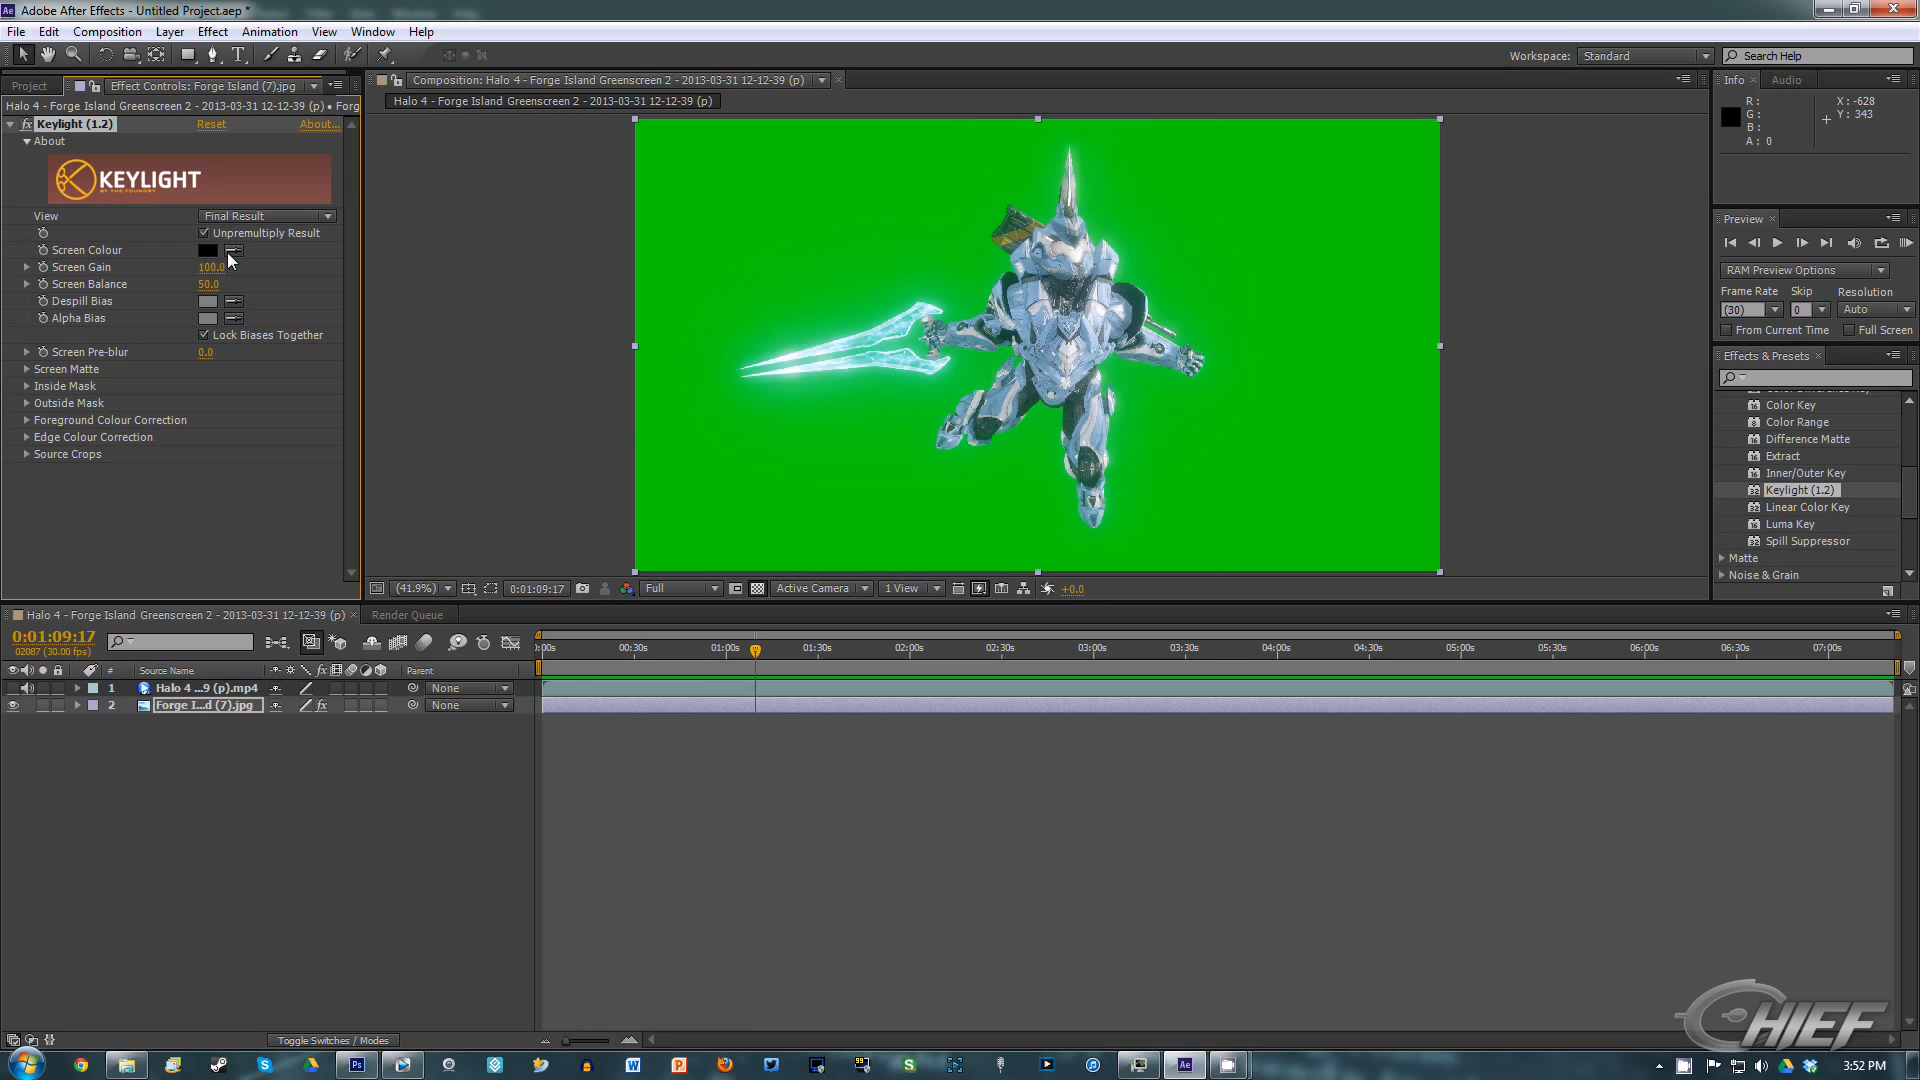 Adobe After Effects - Untitled Project.aep *
File Edit Composition Layer Effect Animation View Window Help
Workspace: Standard Search Help
Project Effect Controls: Forge Island (7).jpg
Halo 4 - Forge Island Greenscreen 2 - 2013-03-31 12-12-39 (p) • Forg
Keylight (1.2) Reset About...
About
KEYLIGHT
BY THE FOUNDRY
View Final Result
Unpremultiply Result
Screen Colour
Screen Gain 100.0
Screen Balance 50.0
Despill Bias
Alpha Bias
Lock Biases Together
Screen Pre-blur 0.0
Screen Matte
Inside Mask
Outside Mask
Foreground Colour Correction
Edge Colour Correction
Source Crops
Composition: Halo 4 - Forge Island Greenscreen 2 - 2013-03-31 12-12-39 (p)
Halo 4 - Forge Island Greenscreen 2 - 2013-03-31 12-12-39 (p)
(41.9%) 0:01:09:17 Full Active Camera 1 View +0.0
Info Audio
R: X: -628
G: Y: 343
B:
A: 0
Preview
RAM Preview Options
Frame Rate Skip Resolution
(30) 0 Auto
From Current Time Full Screen
Effects & Presets
Color Key
Color Range
Difference Matte
Extract
Inner/Outer Key
Keylight (1.2)
Linear Color Key
Luma Key
Spill Suppressor
Matte
Noise & Grain
Halo 4 - Forge Island Greenscreen 2 - 2013-03-31 12-12-39 (p) Render Queue
0:01:09:17
02087 (30.00 fps)
# Source Name Parent
1 Halo 4 ...9 (p).mp4 None
2 Forge I...d (7).jpg fx None
):00s 00:30s 01:00s 01:30s 02:00s 02:30s 03:00s 03:30s 04:00s 04:30s 05:00s 05:30s 06:00s 06:30s 07:00s
Toggle Switches / Modes
CHIEF
3:52 PM